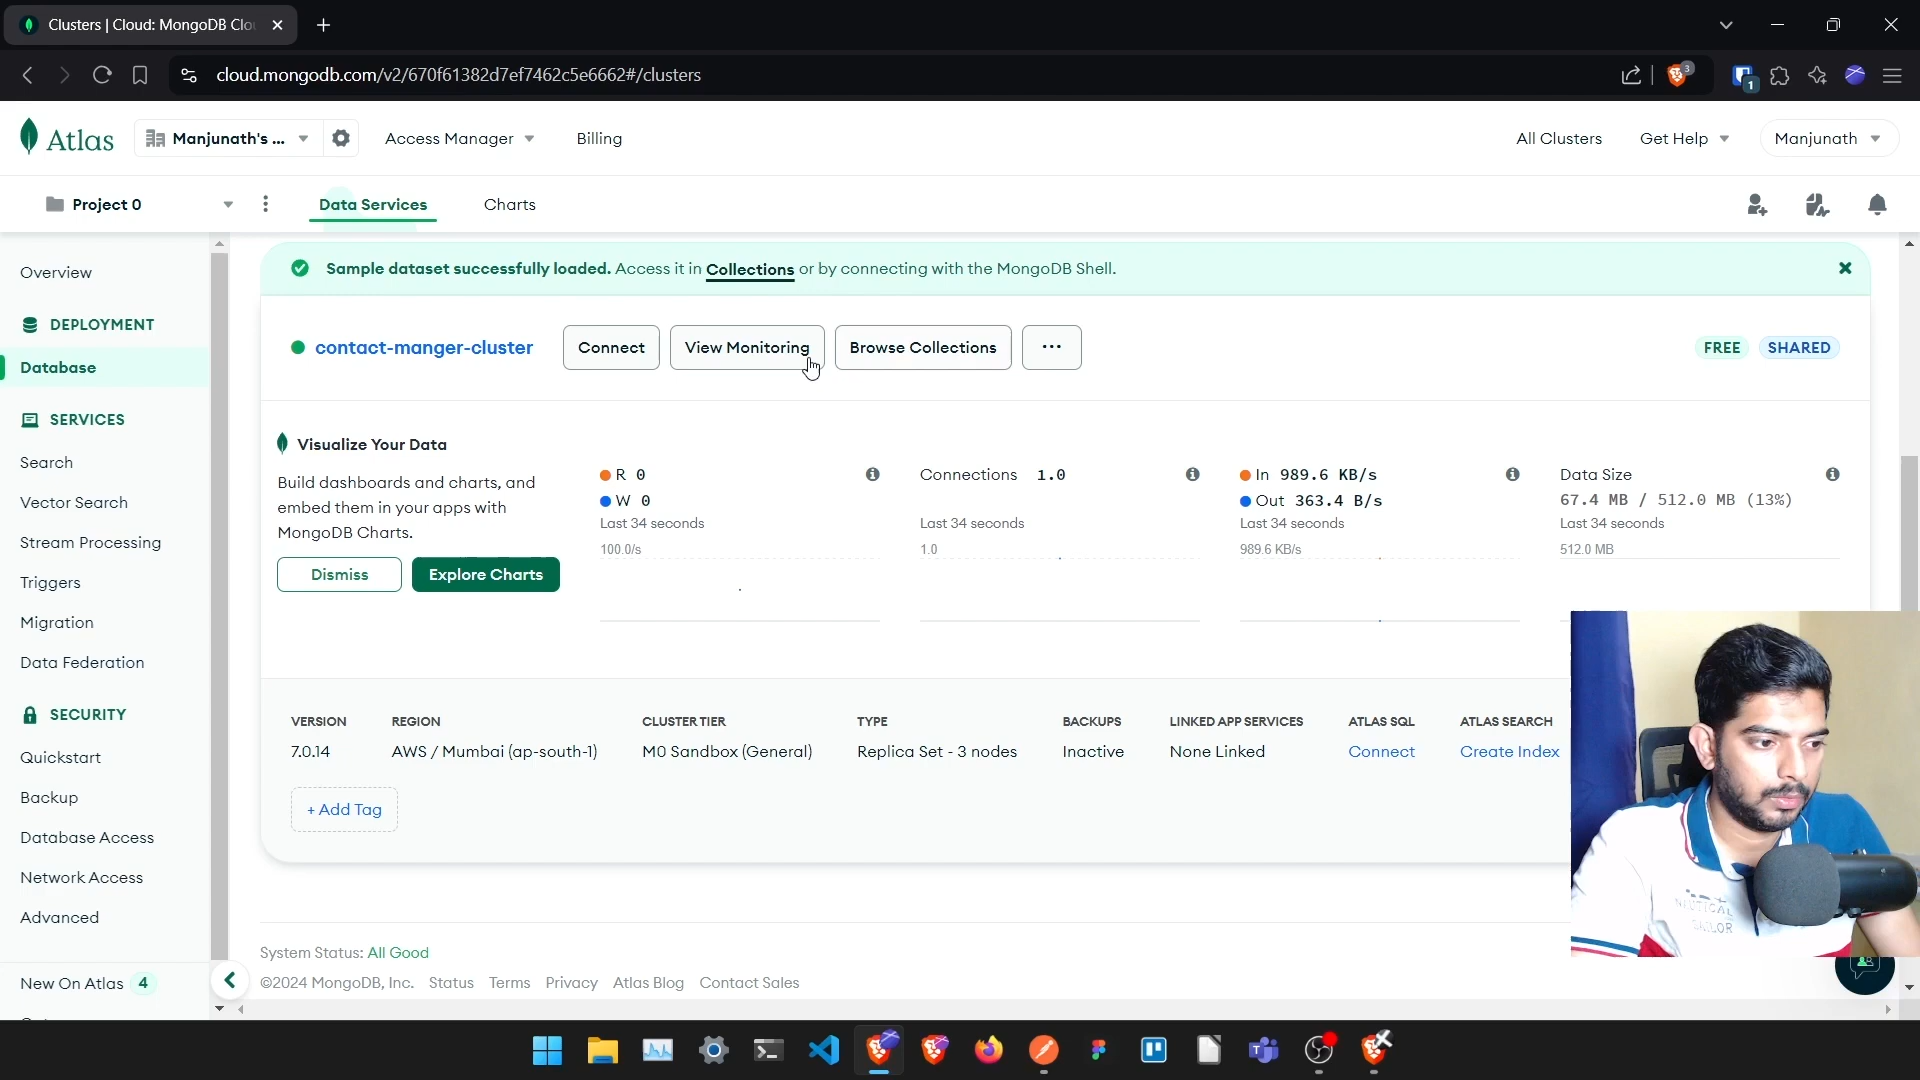 Clusters | Cloud: MongoDB Clo
cloud.mongodb.com/v2/670f61382d7ef7462c5e6662#/clusters
3
1
Atlas
Manjunath's ...
Access Manager
Billing
All Clusters
Get Help
Manjunath
Project 0
Data Services
Charts
Overview
DEPLOYMENT
Database
SERVICES
Search
Vector Search
Stream Processing
Triggers
Migration
Data Federation
SECURITY
Quickstart
Backup
Database Access
Network Access
Advanced
New On Atlas 4
Sample dataset successfully loaded. Access it in Collections or by connecting with the MongoDB Shell.
contact-manger-cluster
Connect
View Monitoring
Browse Collections
...
FREE
SHARED
Visualize Your Data
Build dashboards and charts, and
embed them in your apps with
MongoDB Charts.
Dismiss
Explore Charts
R 0
W 0
Last 34 seconds
100.0/s
Connections 1.0
Last 34 seconds
1.0
In 989.6 KB/s
Out 363.4 B/s
Last 34 seconds
989.6 KB/s
Data Size
67.4 MB / 512.0 MB (13%)
Last 34 seconds
512.0 MB
VERSION REGION CLUSTER TIER TYPE BACKUPS LINKED APP SERVICES ATLAS SQL ATLAS SEARCH
7.0.14 AWS / Mumbai (ap-south-1) M0 Sandbox (General) Replica Set - 3 nodes Inactive None Linked Connect Create Index
+ Add Tag
NAUTICAL
SAILOR
System Status: All Good
©2024 MongoDB, Inc. Status Terms Privacy Atlas Blog Contact Sales